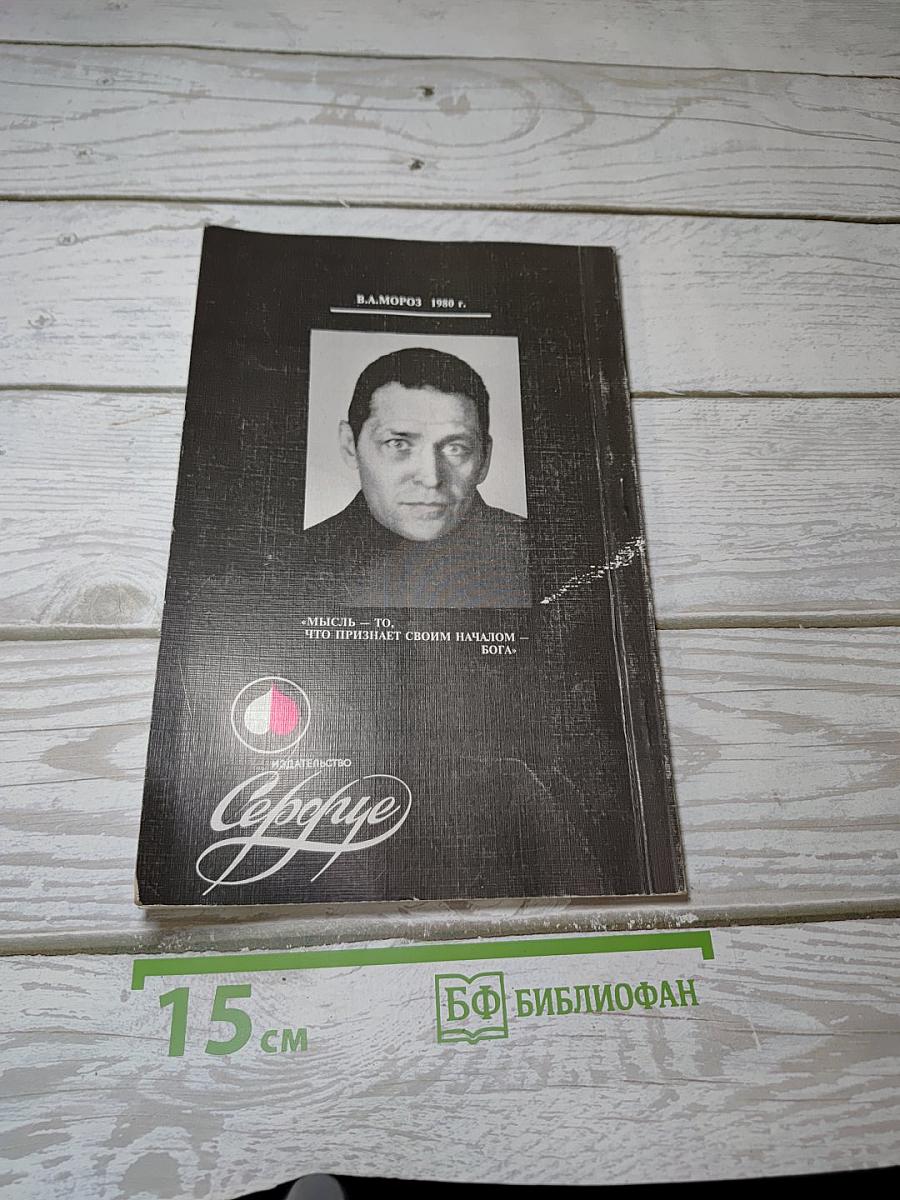 В.А.МОРОЗ 1980 г.
«МЫСЛЬ — ТО,
ЧТО ПРИЗНАЕТ СВОИМ НАЧАЛОМ —
БОГА»
ИЗДАТЕЛЬСТВО
Сердце
15 см
БФ БИБЛИОФАН